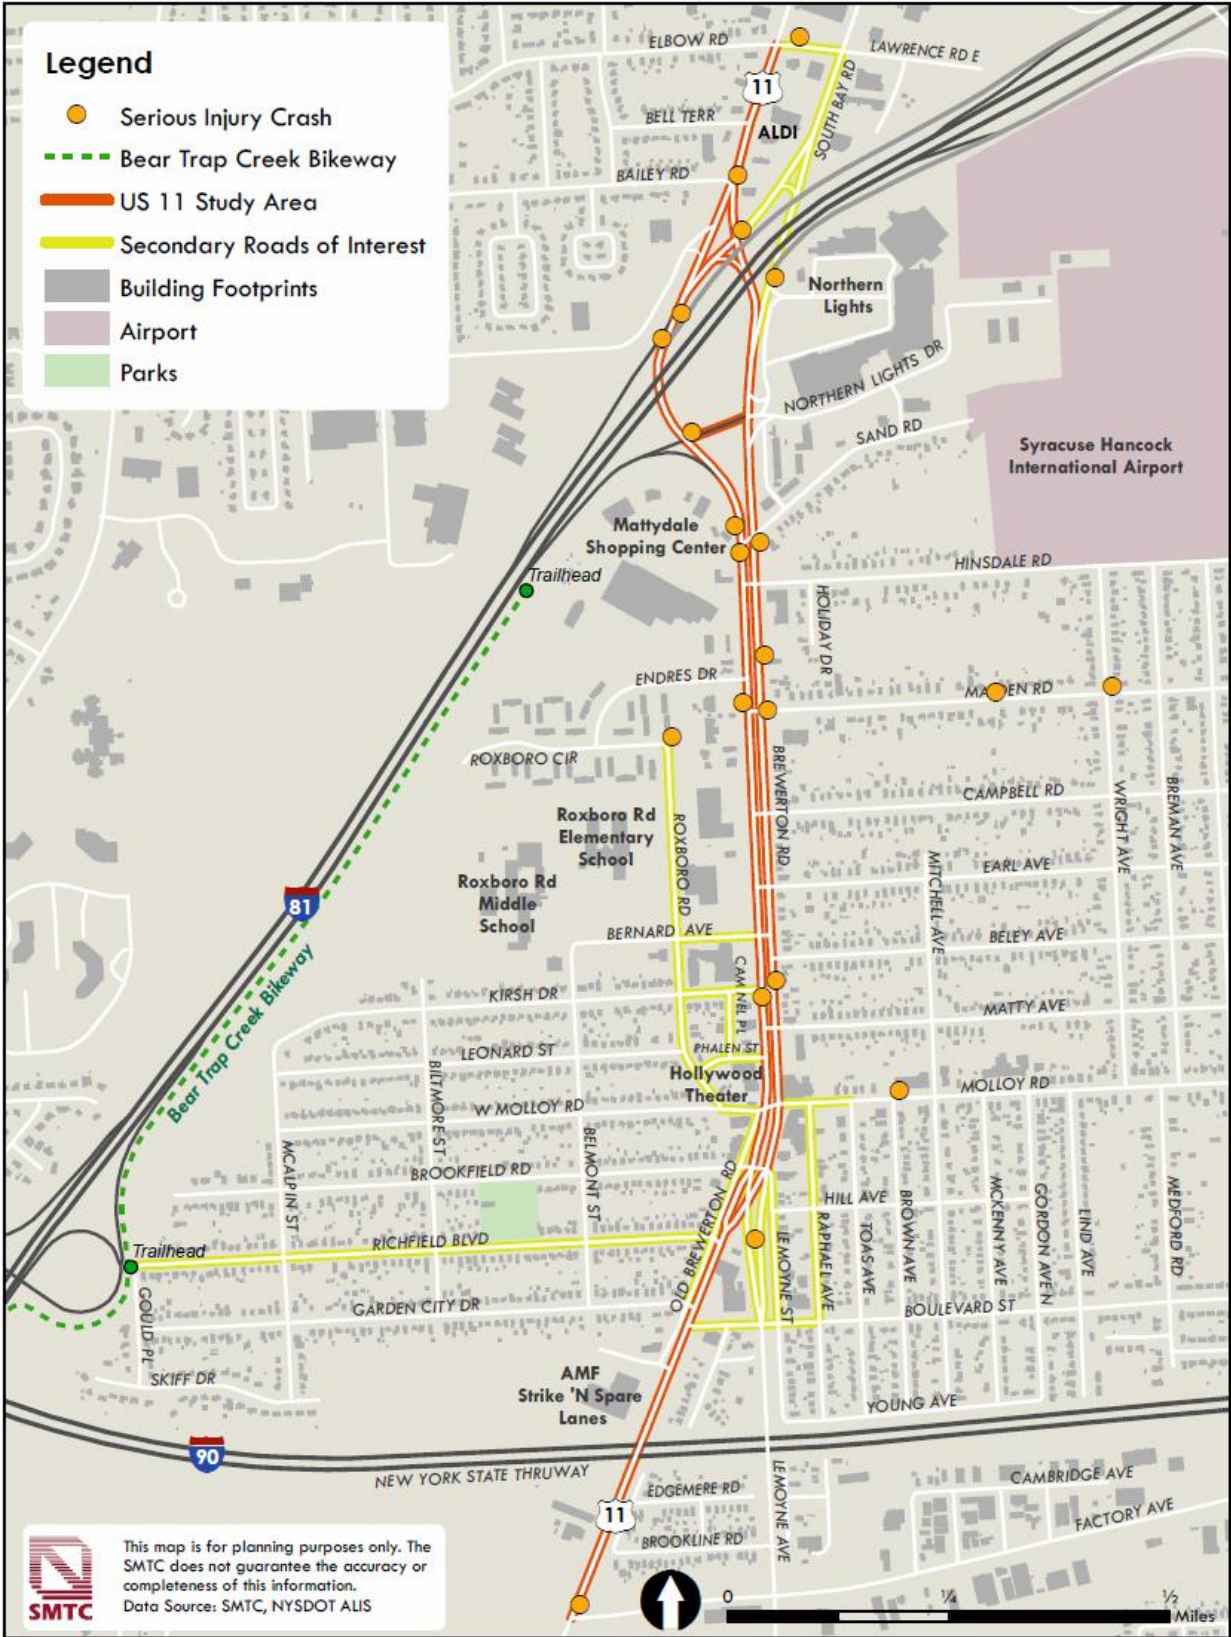 Legend
Serious Injury Crash
Bear Trap Creek Bikeway
US 11 Study Area
Secondary Roads of Interest
Building Footprints
Airport
Parks
ELBOW RD
LAWRENCE RD E
11
BELL TERR
ALDI
SOUTH BAY RD
BAILEY RD
Northern
Lights
NORTHERN LIGHTS DR
SAND RD
Syracuse Hancock
International Airport
Mattydale
Shopping Center
HINSDALE RD
Trailhead
HOLIDAY DR
ENDRES DR
MA DEN RD
ROXBORO CIR
BREWERTON RD
CAMPBELL RD
WRIGHT AVE
BREMAN AVE
Roxboro Rd
Elementary
School
ROXBORO RD
EARL AVE
MITCHELL AVE
Roxboro Rd
Middle
School
81
BERNARD AVE
BELEY AVE
CAM NEL PL
KIRSH DR
MATTY AVE
Bear Trap Creek Bikeway
LEONARD ST
PHALEN ST
BILTMORE ST
Hollywood
Theater
MOLLOY RD
W MOLLOY RD
MCALPIN ST
BELMONT ST
BROOKFIELD RD
OLD BREWERTON RD
HILL AVE
RAPHAEL AVE
TOAS AVE
BROWN AVE
MCKENNY AVE
GORDON AVE N
LIND AVE
MEDFORD RD
RICHFIELD BLVD
LEMOYNE ST
Trailhead
GOULD PL
GARDEN CITY DR
BOULEVARD ST
SKIFF DR
AMF
Strike 'N Spare
Lanes
YOUNG AVE
90
NEW YORK STATE THRUWAY
LEMOYNE AVE
EDGEMERE RD
CAMBRIDGE AVE
11
FACTORY AVE
BROOKLINE RD
SMTC
This map is for planning purposes only. The
SMTC does not guarantee the accuracy or
completeness of this information.
Data Source: SMTC, NYSDOT ALIS
0 ¼ ½
Miles